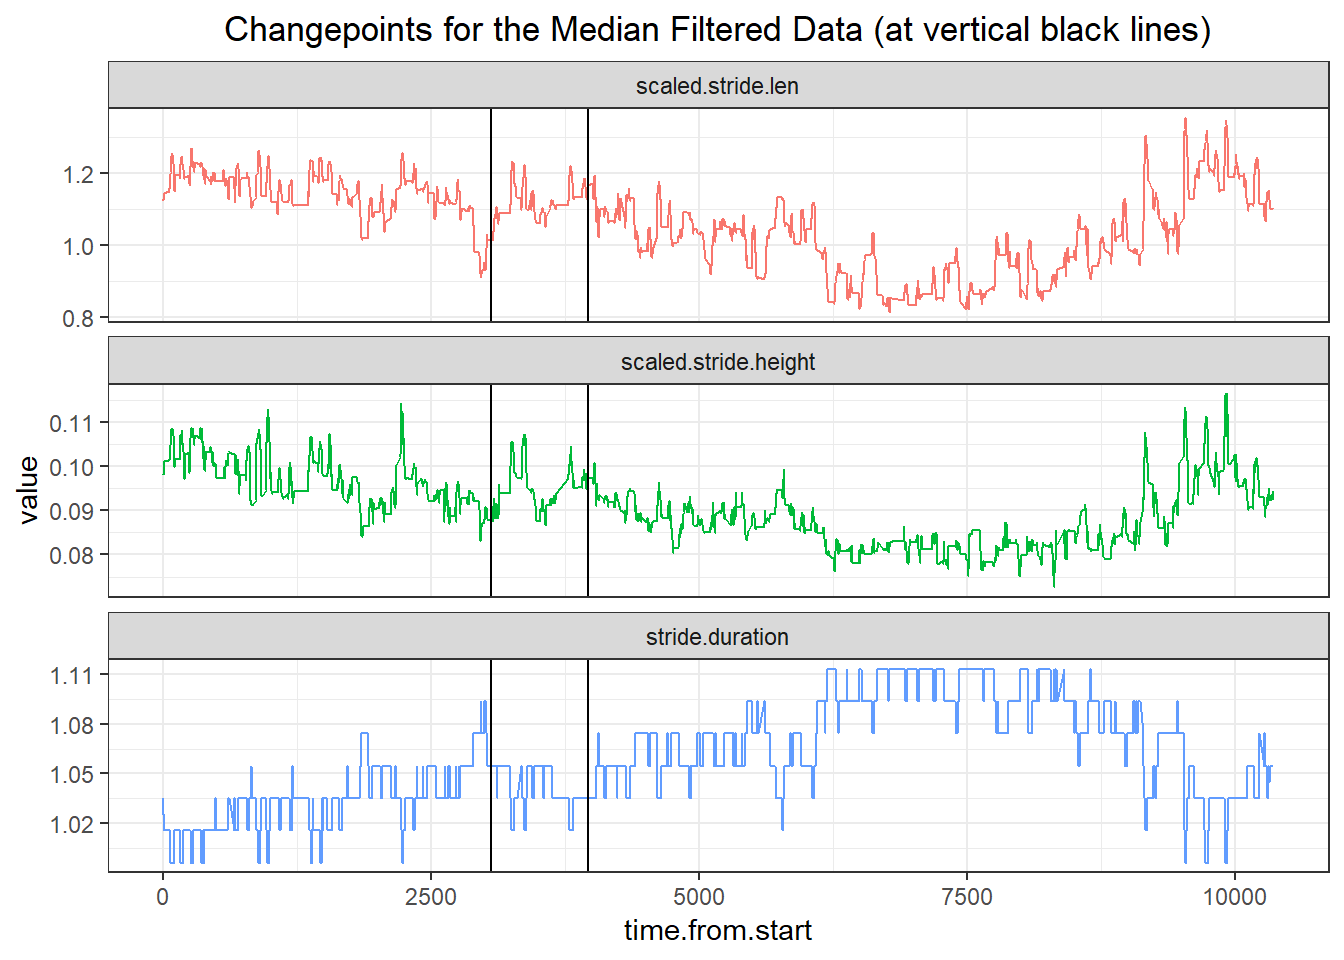 Changepoints for the Median Filtered Data (at vertical black lines)
scaled.stride.len
1.2
1.0
0.8
scaled.stride.height
0.11
0.10
0.09
0.08
value
stride.duration
1.11
1.08
1.05
1.02
0 2500 5000 7500 10000
time.from.start